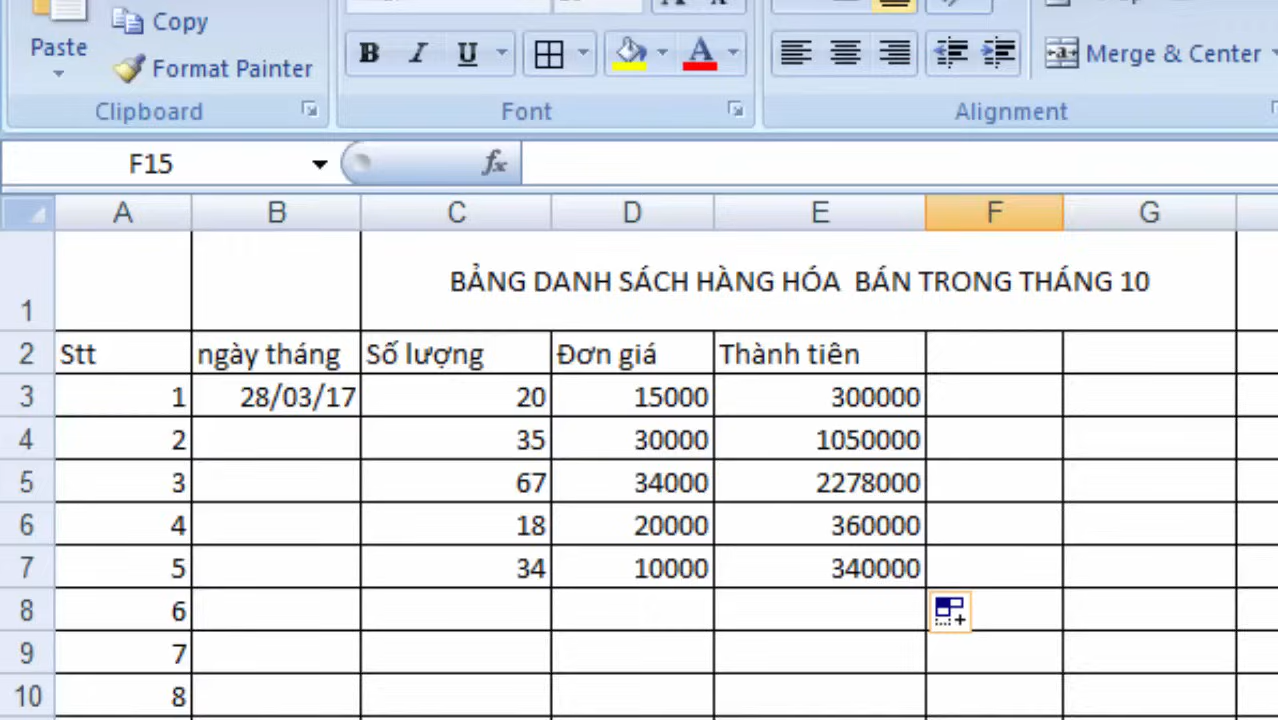 Paste
Copy
Format Painter
B I U A
Merge & Center
Clipboard
Font
Alignment
F15
fx
A B C D E F G
1 BẢNG DANH SÁCH HÀNG HÓA BÁN TRONG THÁNG 10
2 Stt ngày tháng Số lượng Đơn giá Thành tiên
3 1 28/03/17 20 15000 300000
4 2 35 30000 1050000
5 3 67 34000 2278000
6 4 18 20000 360000
7 5 34 10000 340000
8 6
9 7
10 8